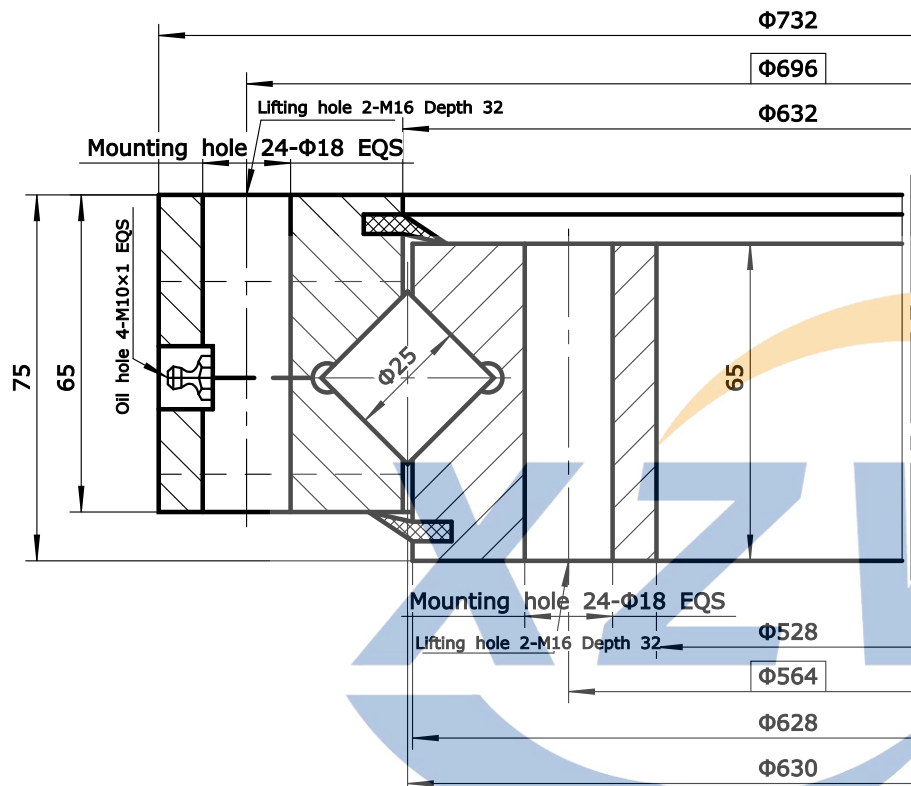 Φ732
Φ696
Lifting hole 2-M16 Depth 32
Φ632
Mounting hole 24-Φ18 EQS
Oil hole 4-M10×1 EQS
75
65
Φ25
65
Mounting hole 24-Φ18 EQS
Lifting hole 2-M16 Depth 32
Φ528
Φ564
Φ628
Φ630